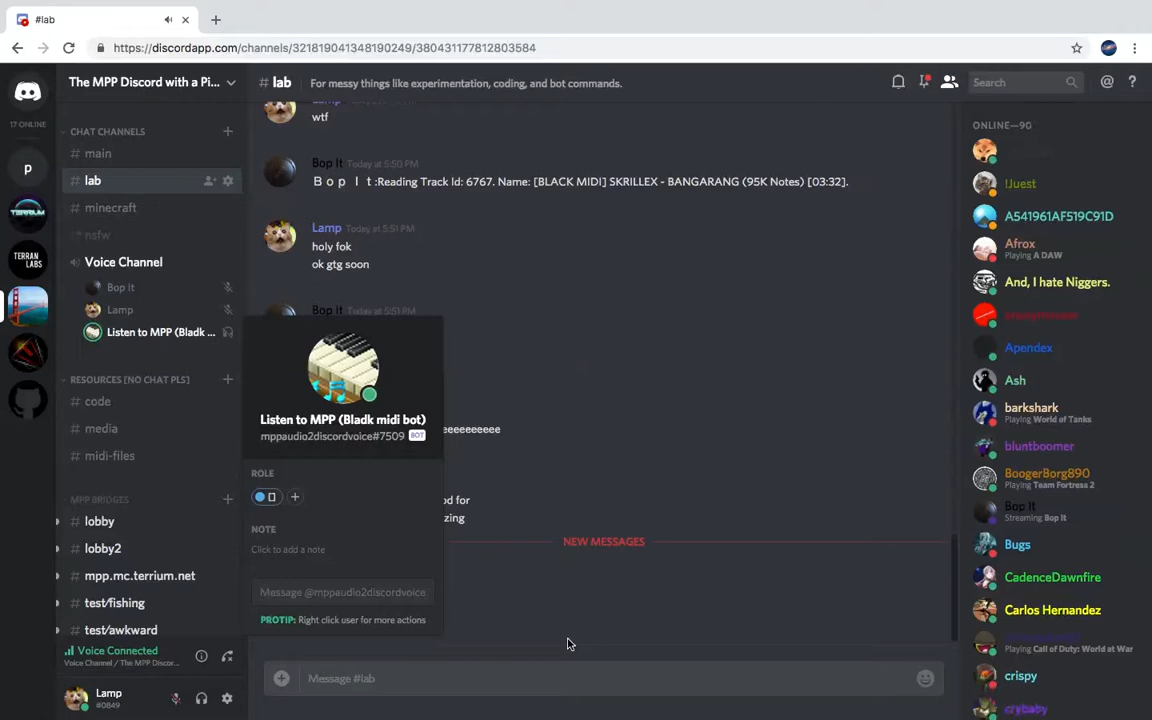 #lab
https://discordapp.com/channels/321819041348190249/380431177812803584
17 ONLINE
p
TERRIUM
TERRAN
LABS
The MPP Discord with a Pi...
CHAT CHANNELS
# main
# lab
# minecraft
# nsfw
Voice Channel
Bop It
Lamp
Listen to MPP (Bladk ...
RESOURCES [NO CHAT PLS]
# code
# media
# midi-files
MPP BRIDGES
# lobby
# lobby2
# mpp.mc.terrium.net
# test/fishing
# test/awkward
Voice Connected
Voice Channel / The MPP Discor...
Lamp
#0849
# lab
For messy things like experimentation, coding, and bot commands.
Search
Lamp
wtf
Bop It Today at 5:50 PM
Ｂｏｐ Ｉｔ:Reading Track Id: 6767. Name: [BLACK MIDI] SKRILLEX - BANGARANG (95K Notes) [03:32].
Lamp Today at 5:51 PM
holy fok
ok gtg soon
Bop It Today at 5:51 PM
eeeeeeeeeee
d for
zing
NEW MESSAGES
Listen to MPP (Bladk midi bot)
mppaudio2discordvoice#7509 BOT
ROLE
NOTE
Click to add a note
Message @mppaudio2discordvoice
PROTIP: Right click user for more actions
Message #lab
ONLINE—90
!Juest
A541961AF519C91D
Afrox
Playing A DAW
And, I hate Niggers.
Apendex
Ash
barkshark
Playing World of Tanks
bluntboomer
BoogerBorg890
Playing Team Fortress 2
Bop It
Streaming Bop It
Bugs
CadenceDawnfire
Carlos Hernandez
Playing Call of Duty: World at War
crispy
crybaby